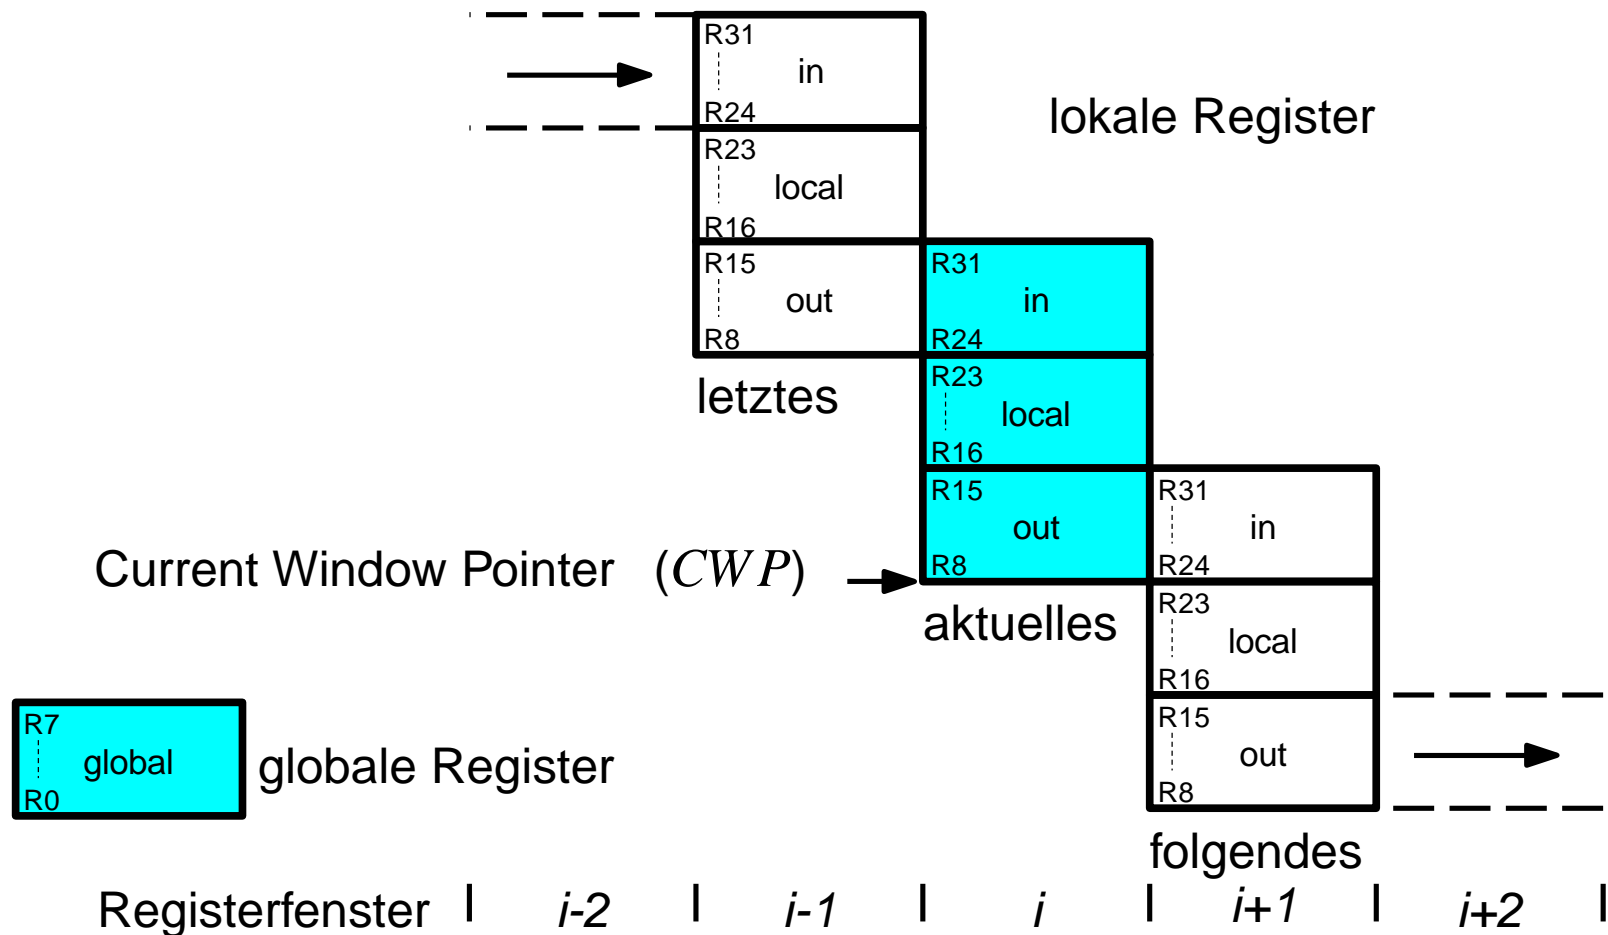 R31
in
R24
lokale Register
R23
local
R16
R15
out
R8
letztes
R31
in
R24
R23
local
R16
R15
out
R8
Current Window Pointer (CWP)
aktuelles
R31
in
R24
R23
local
R16
R15
out
R8
folgendes
R7
global
R0
globale Register
Registerfenster i-2 i-1 i i+1 i+2